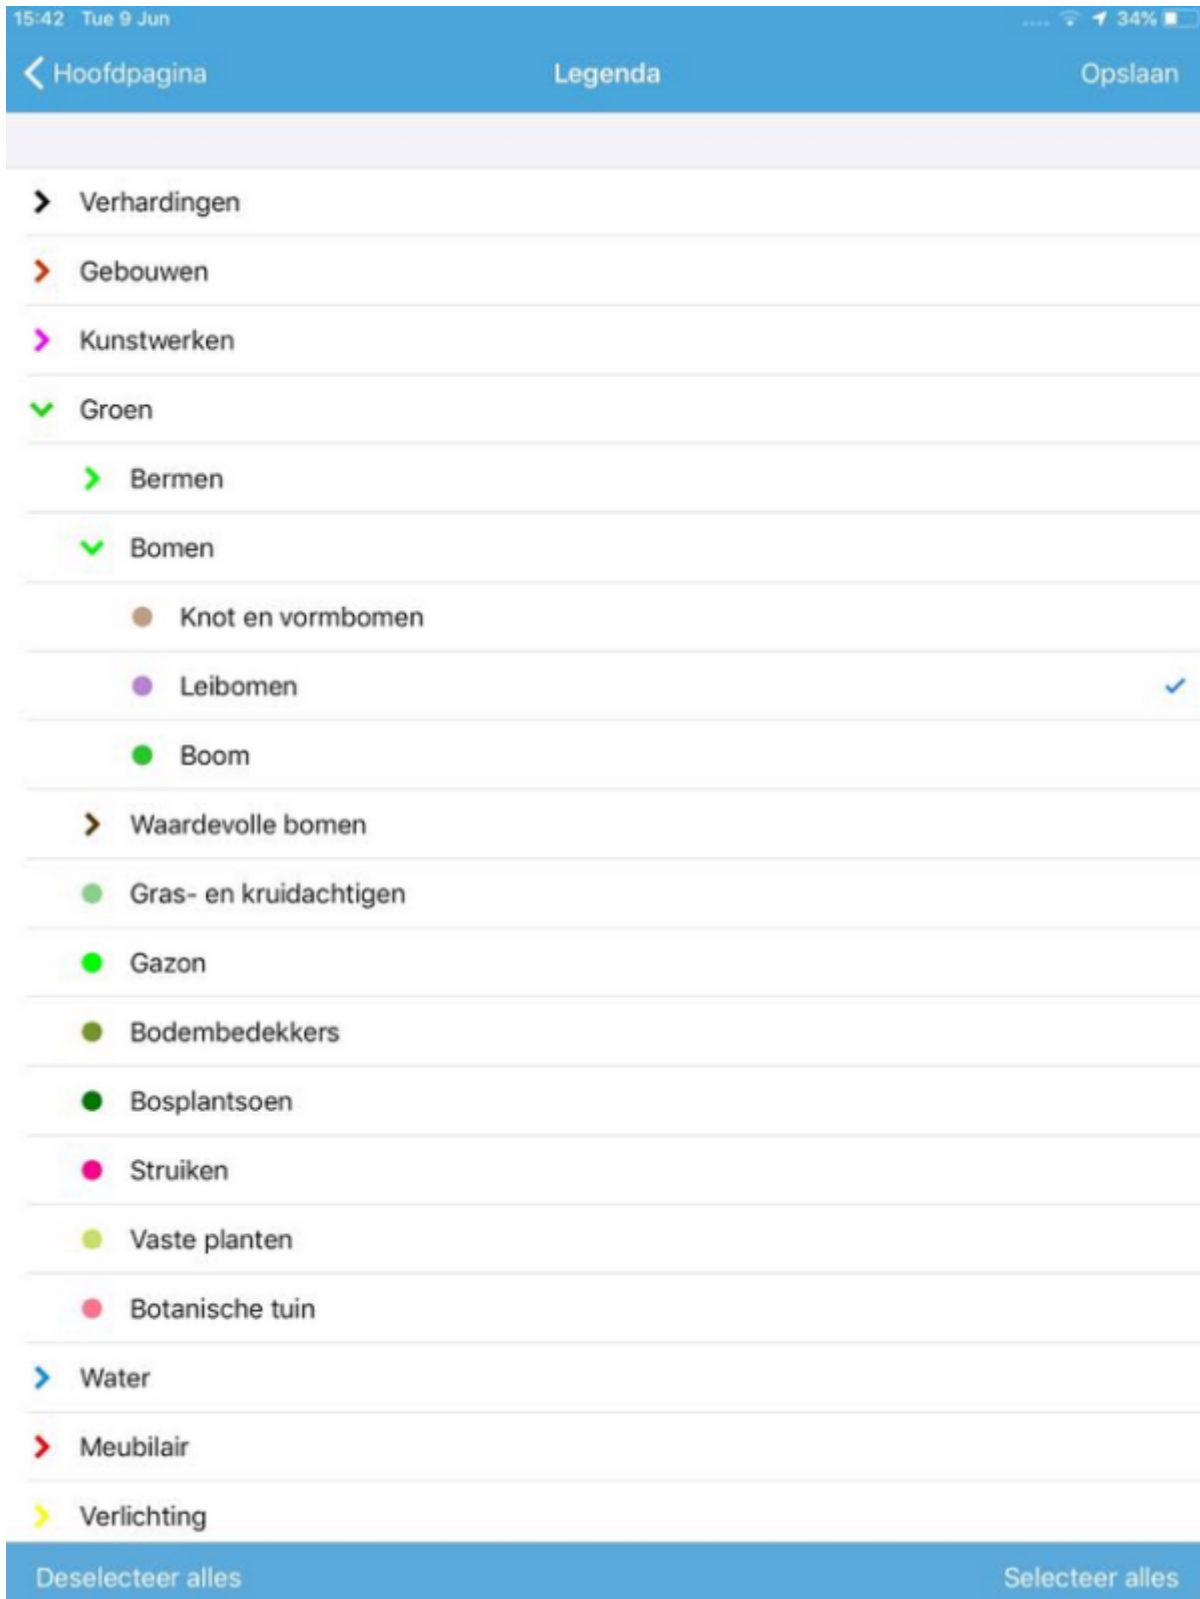 15:42 Tue 9 Jun 34%
Hoofdpagina Legenda Opslaan
Verhardingen
Gebouwen
Kunstwerken
Groen
Bermen
Bomen
Knot en vormbomen
Leibomen
Boom
Waardevolle bomen
Gras- en kruidachtigen
Gazon
Bodembedekkers
Bosplantsoen
Struiken
Vaste planten
Botanische tuin
Water
Meubilair
Verlichting
Deselecteer alles Selecteer alles